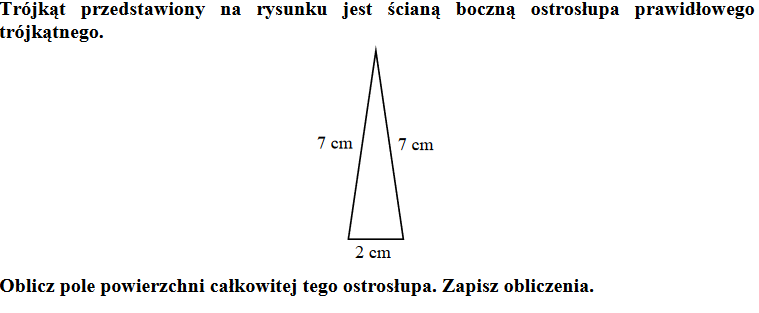 Trójkąt przedstawiony na rysunku jest ścianą boczną ostrosłupa prawidłowego
trójkątnego.
7 cm 7 cm
2 cm
Oblicz pole powierzchni całkowitej tego ostrosłupa. Zapisz obliczenia.